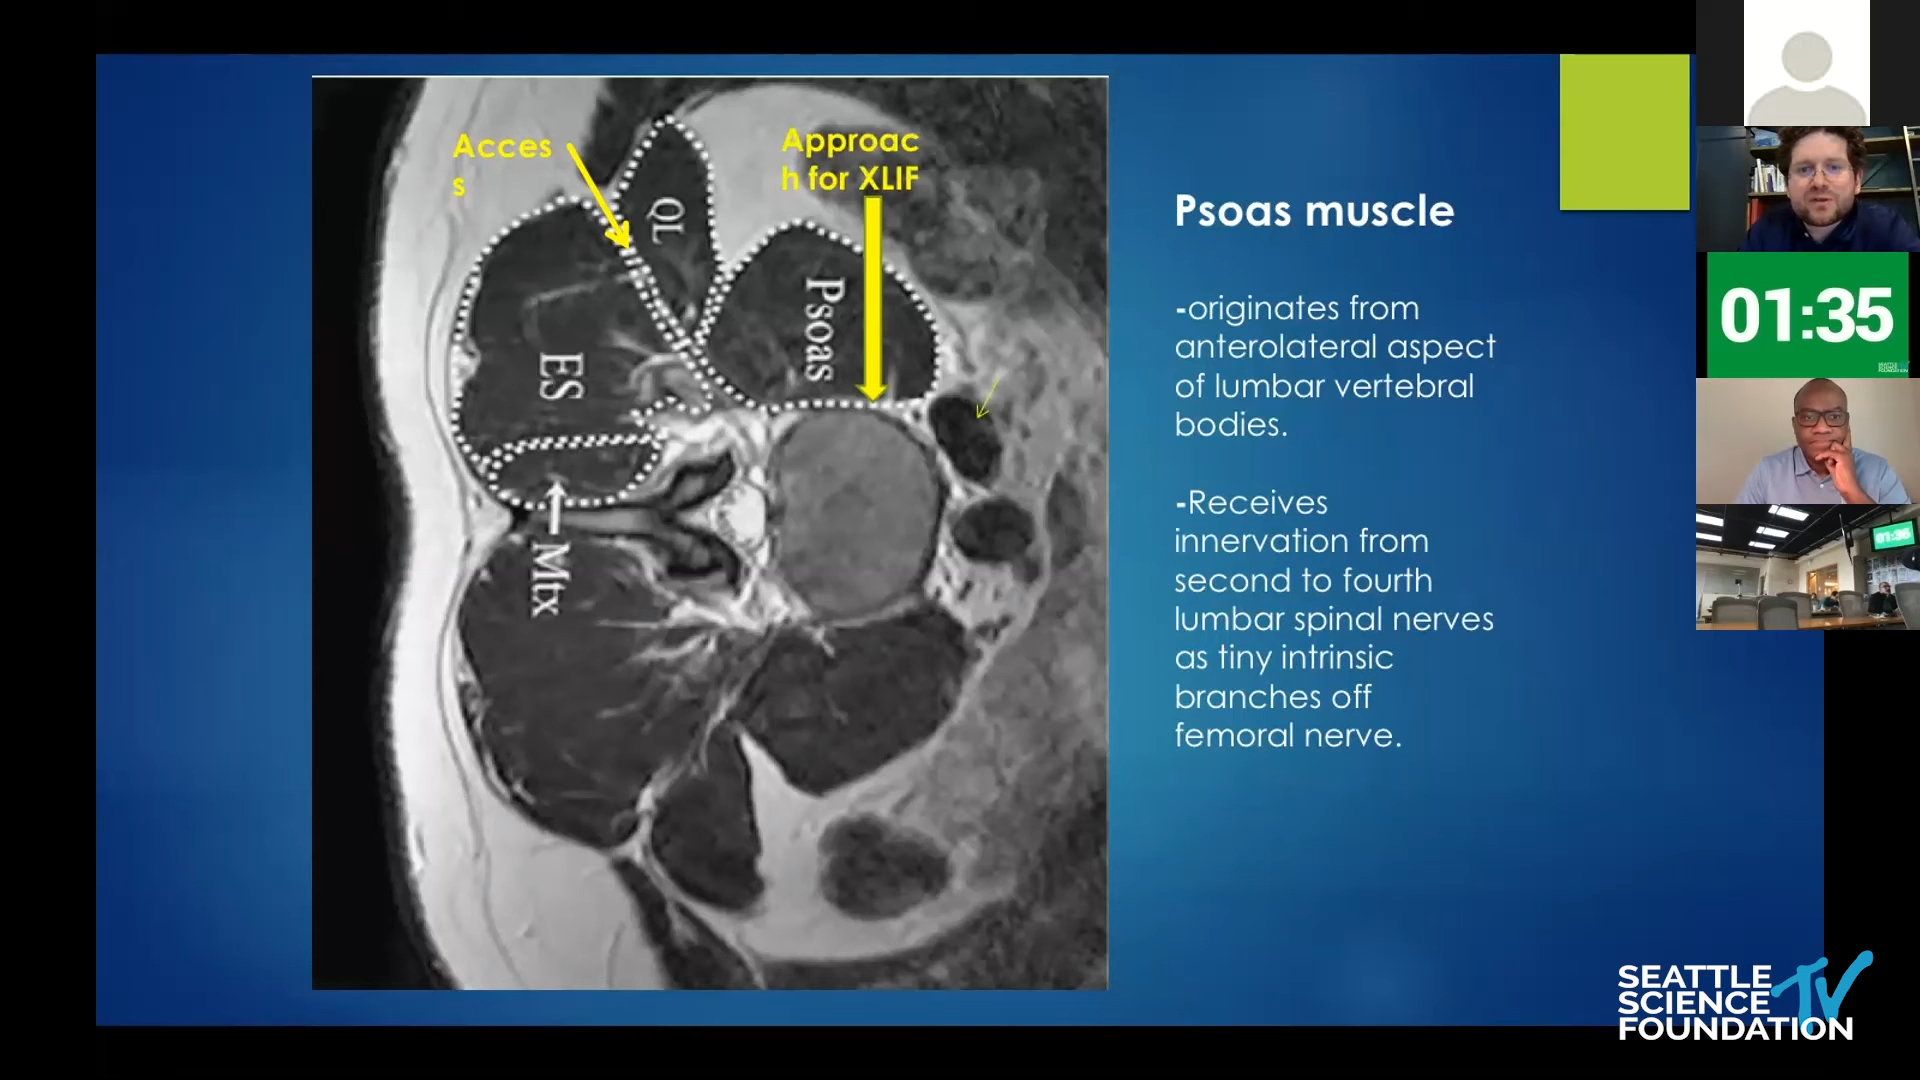 Acces
s
Approac
h for XLIF
QL
Psoas
ES
Mtx
Psoas muscle
-originates from
anterolateral aspect
of lumbar vertebral
bodies.
-Receives
innervation from
second to fourth
lumbar spinal nerves
as tiny intrinsic
branches off
femoral nerve.
01:35
SEATTLE
SCIENCE TV
FOUNDATION